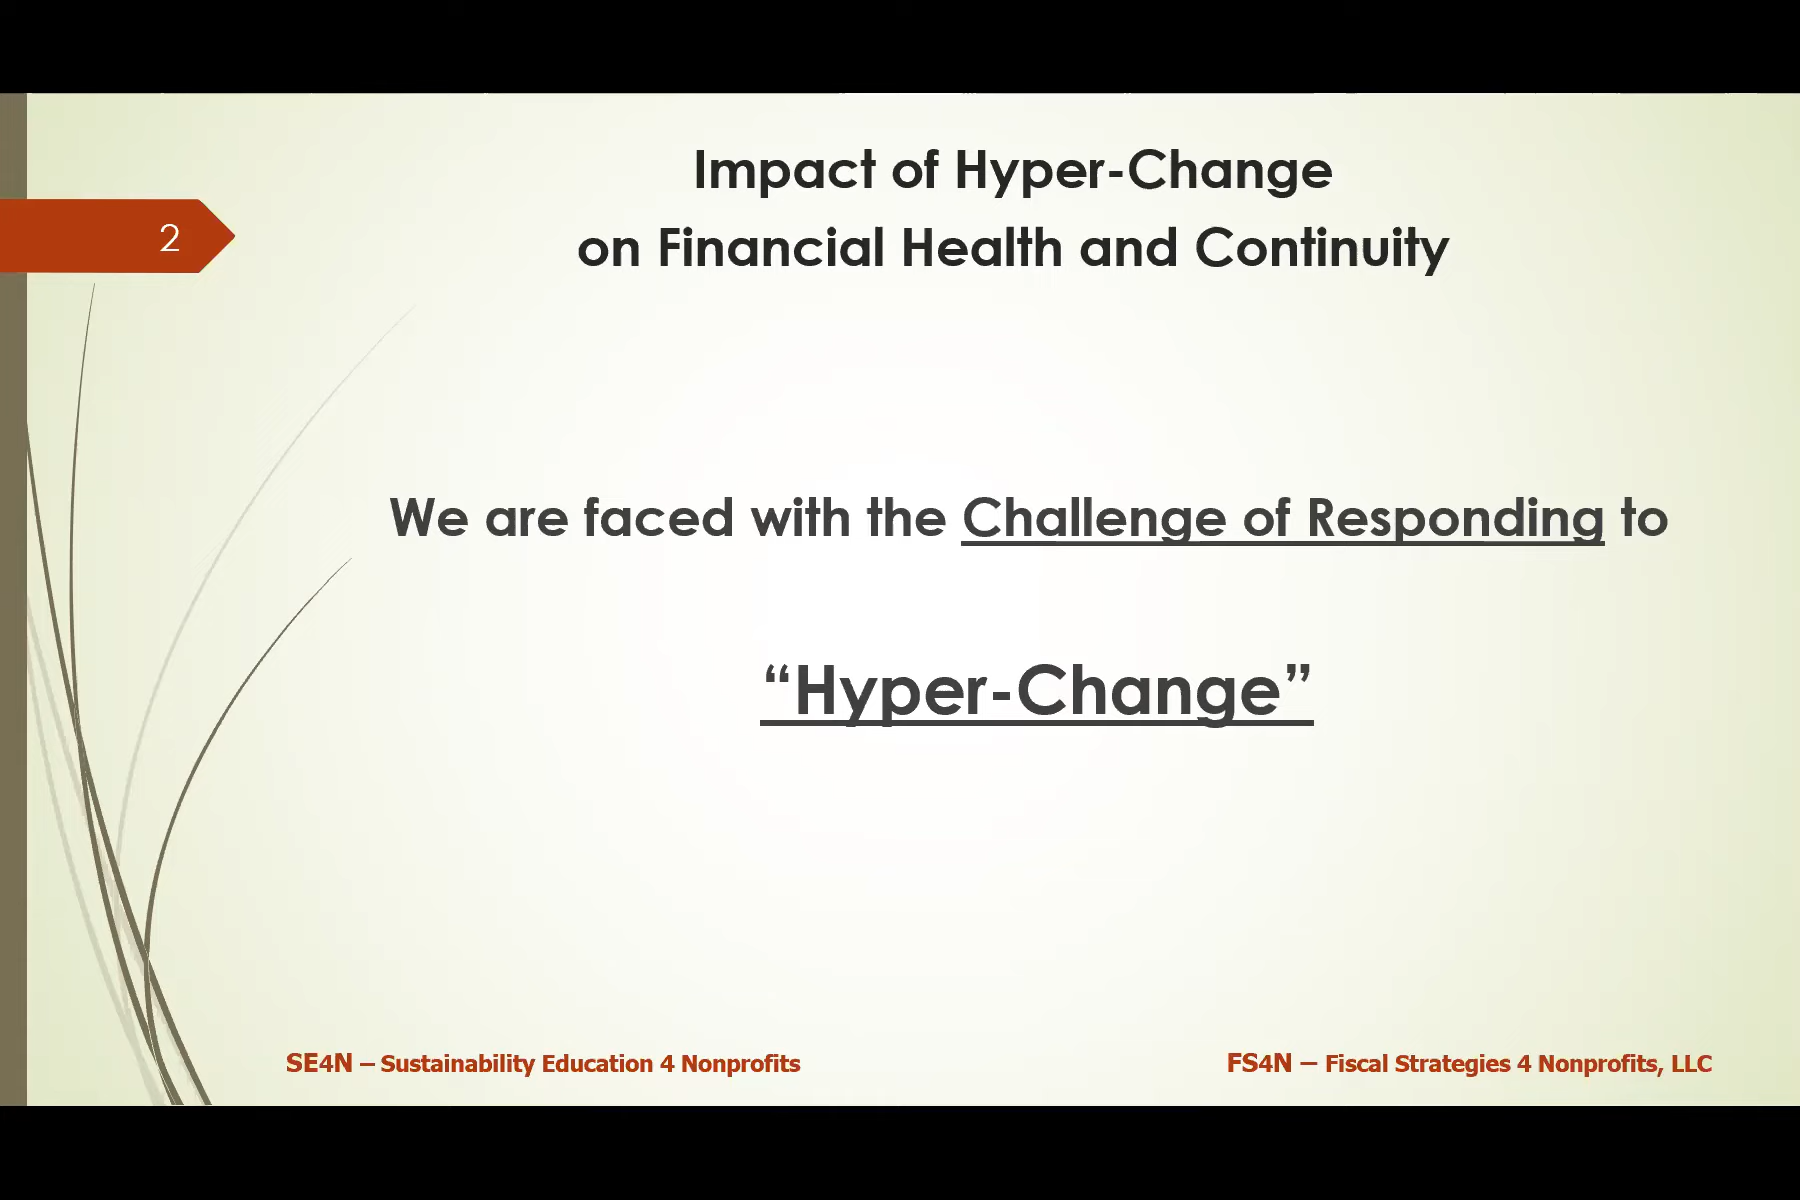 Impact of Hyper-Change
on Financial Health and Continuity
2
We are faced with the Challenge of Responding to
“Hyper-Change”
SE4N – Sustainability Education 4 Nonprofits
FS4N – Fiscal Strategies 4 Nonprofits, LLC